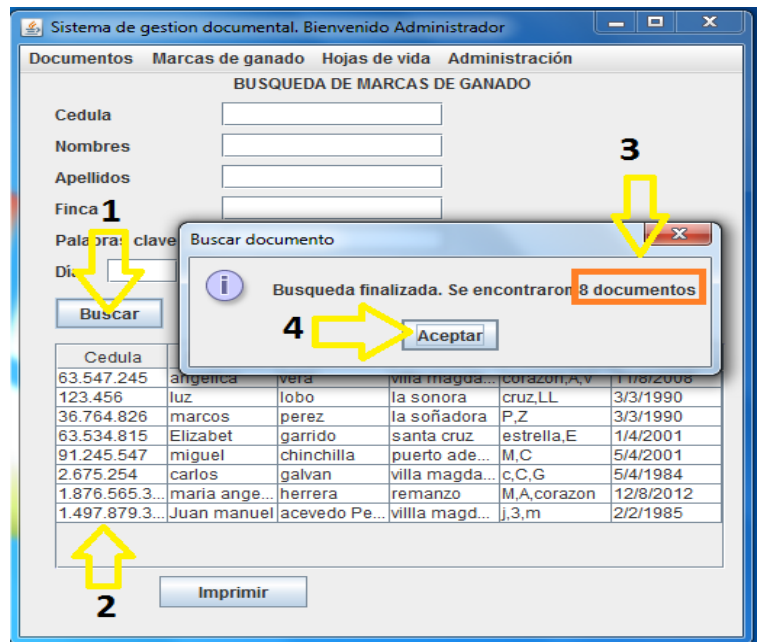 Sistema de gestion documental. Bienvenido Administrador
Documentos Marcas de ganado Hojas de vida Administración
BUSQUEDA DE MARCAS DE GANADO
Cedula
Nombres
3
Apellidos
Finca
1
Palabras clave
Buscar documento
Día
Busqueda finalizada. Se encontraron 8 documentos
Buscar
4
Aceptar
Cedula
63.547.245 angelica vera villa magda... corazon,A,V 11/8/2008
123.456 luz lobo la sonora cruz,LL 3/3/1990
36.764.826 marcos perez la soñadora P,Z 3/3/1990
63.534.815 Elizabet garrido santa cruz estrella,E 1/4/2001
91.245.547 miguel chinchilla puerto ade... M,C 5/4/2001
2.675.254 carlos galvan villa magda... c,C,G 5/4/1984
1.876.565.3... maria ange... herrera remanzo M,A,corazon 12/8/2012
1.497.879.3... Juan manuel acevedo Pe... villla magd... j,3,m 2/2/1985
2
Imprimir